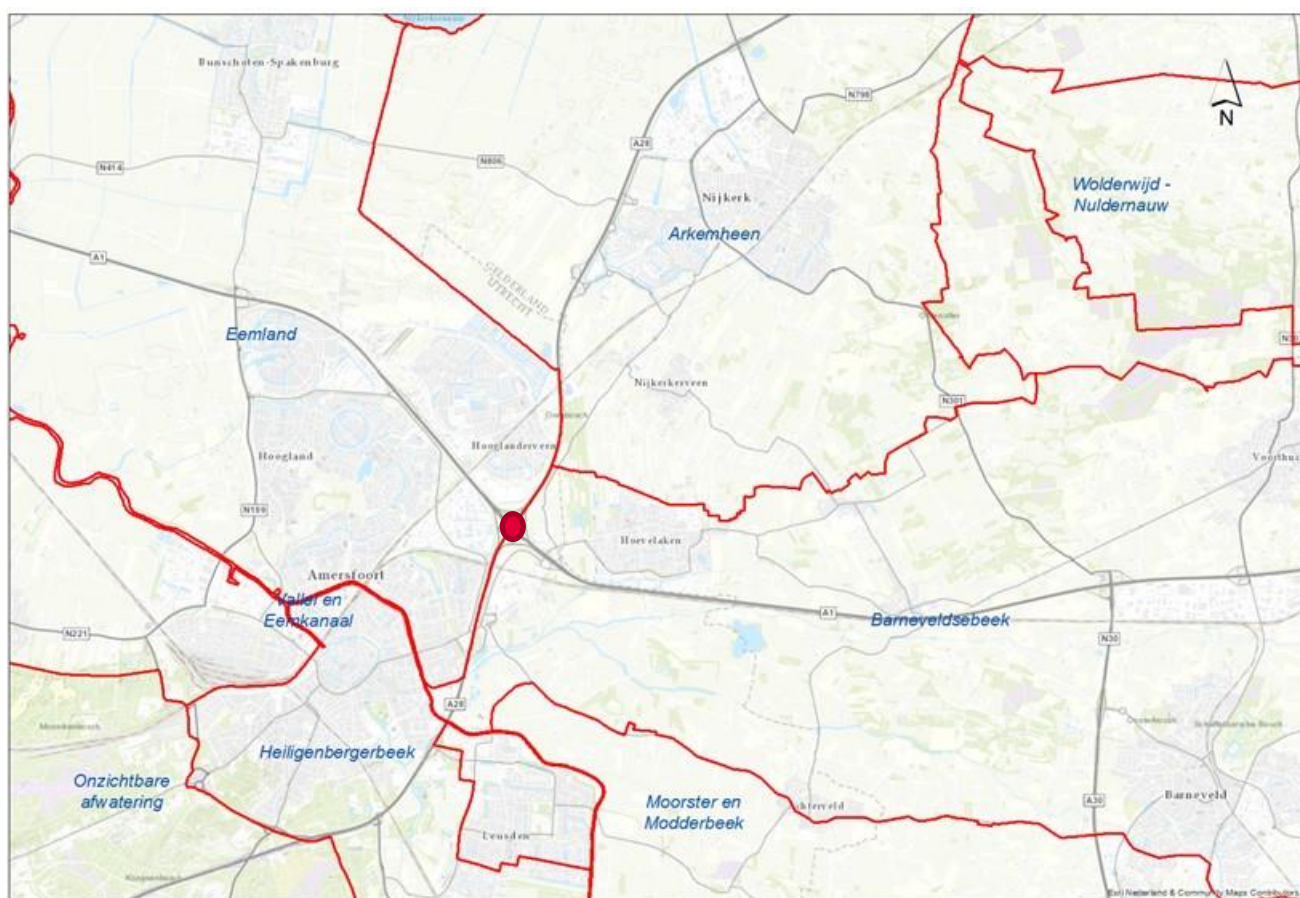 Bunschoten-Spakenburg
N798
N
A28
N414
N806
Nijkerk
Wolderwijd -
Nuldernauw
Arkemheen
A1
GELDERLAND
UTRECHT
Eemland
Nijkerkerveen
N301
Hooglanderveen
Hoogland
N199
Hoevelaken
Amersfoort
Vallei en
Eemkanaal
A1
Barneveldsebeek
N221
N30
A28
Heiligenbergerbeek
Onzichtbare
afwatering
Moorster en
Modderbeek
A30
Barneveld
Leusden
Esri Nederland & Community Maps Contributors